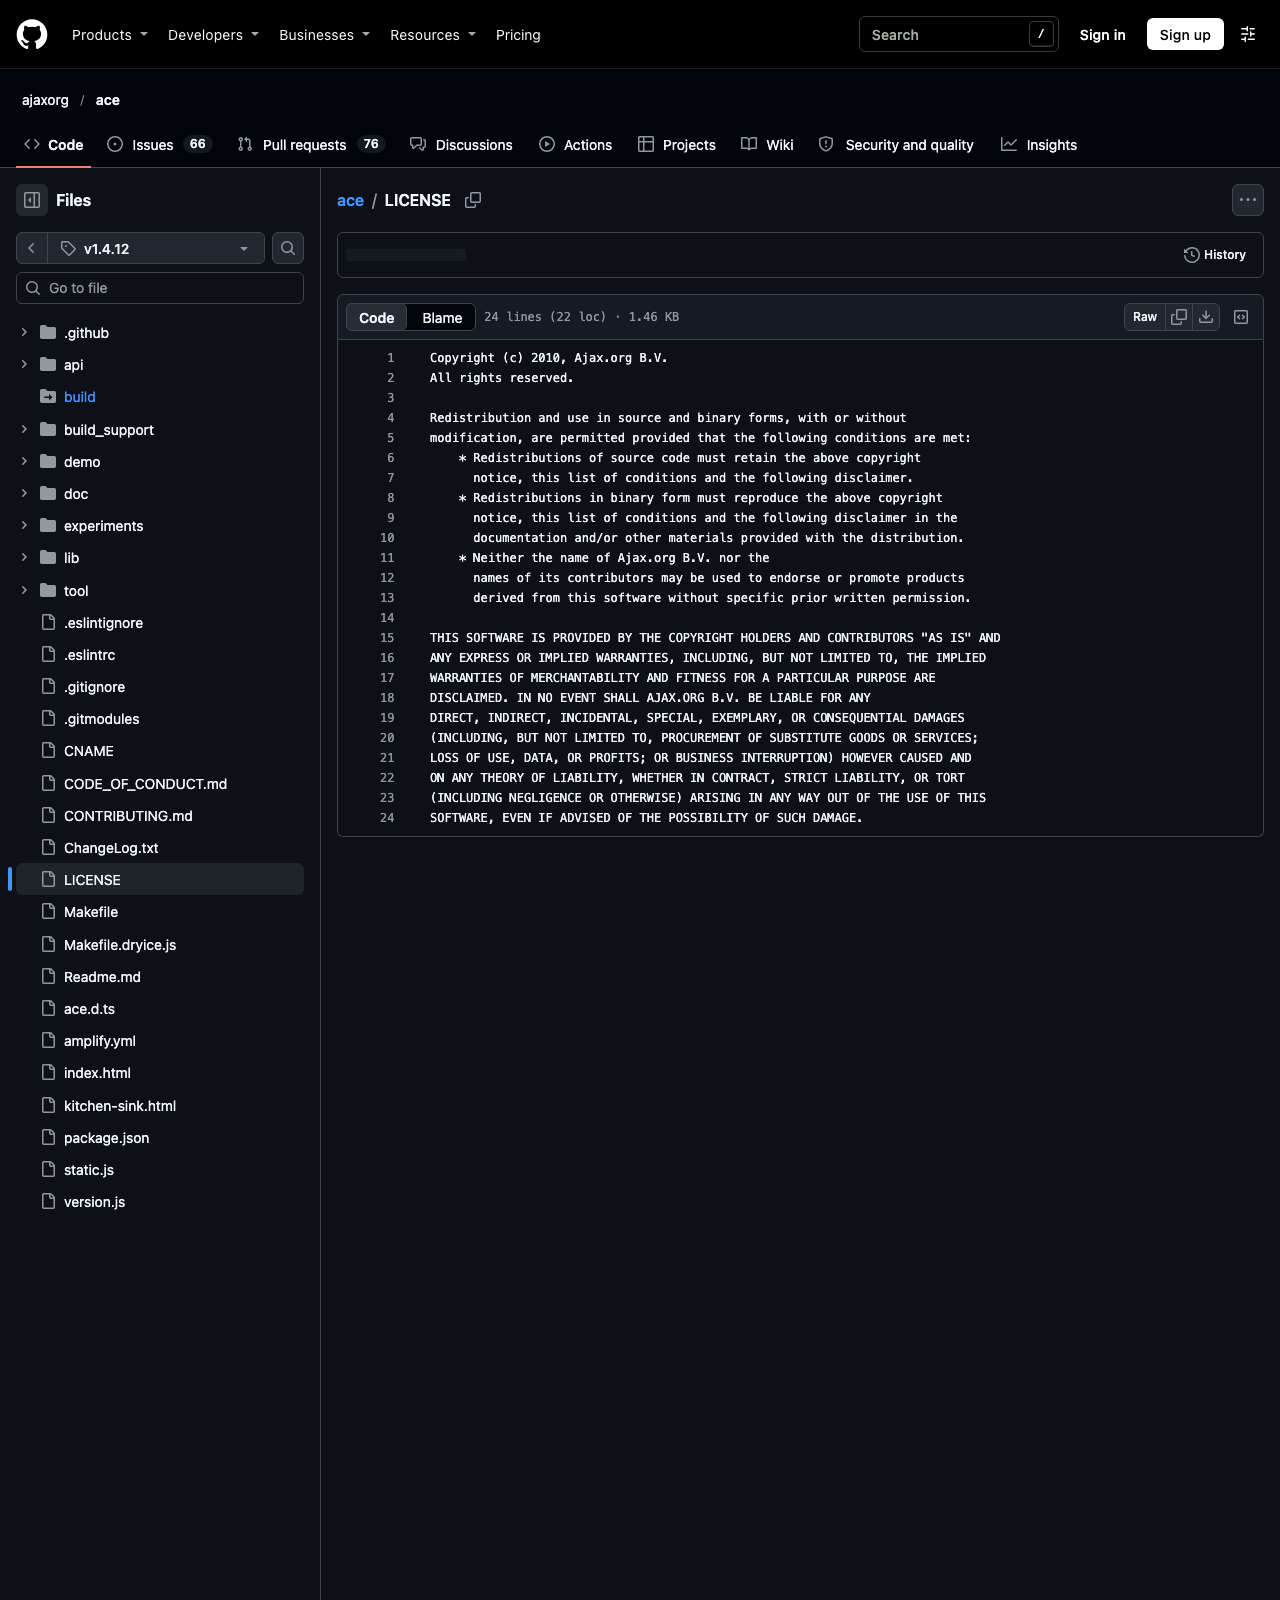 Products
Developers
Businesses
Resources
Pricing
Search
/
Sign in
Sign up
ajaxorg / ace
Code
Issues 66
Pull requests 76
Discussions
Actions
Projects
Wiki
Security and quality
Insights
Files
v1.4.12
Go to file
.github
api
build
build_support
demo
doc
experiments
lib
tool
.eslintignore
.eslintrc
.gitignore
.gitmodules
CNAME
CODE_OF_CONDUCT.md
CONTRIBUTING.md
ChangeLog.txt
LICENSE
Makefile
Makefile.dryice.js
Readme.md
ace.d.ts
amplify.yml
index.html
kitchen-sink.html
package.json
static.js
version.js
ace / LICENSE
History
Code
Blame
24 lines (22 loc) · 1.46 KB
Raw
1 Copyright (c) 2010, Ajax.org B.V.
2 All rights reserved.
3
4 Redistribution and use in source and binary forms, with or without
5 modification, are permitted provided that the following conditions are met:
6 * Redistributions of source code must retain the above copyright
7 notice, this list of conditions and the following disclaimer.
8 * Redistributions in binary form must reproduce the above copyright
9 notice, this list of conditions and the following disclaimer in the
10 documentation and/or other materials provided with the distribution.
11 * Neither the name of Ajax.org B.V. nor the
12 names of its contributors may be used to endorse or promote products
13 derived from this software without specific prior written permission.
14
15 THIS SOFTWARE IS PROVIDED BY THE COPYRIGHT HOLDERS AND CONTRIBUTORS "AS IS" AND
16 ANY EXPRESS OR IMPLIED WARRANTIES, INCLUDING, BUT NOT LIMITED TO, THE IMPLIED
17 WARRANTIES OF MERCHANTABILITY AND FITNESS FOR A PARTICULAR PURPOSE ARE
18 DISCLAIMED. IN NO EVENT SHALL AJAX.ORG B.V. BE LIABLE FOR ANY
19 DIRECT, INDIRECT, INCIDENTAL, SPECIAL, EXEMPLARY, OR CONSEQUENTIAL DAMAGES
20 (INCLUDING, BUT NOT LIMITED TO, PROCUREMENT OF SUBSTITUTE GOODS OR SERVICES;
21 LOSS OF USE, DATA, OR PROFITS; OR BUSINESS INTERRUPTION) HOWEVER CAUSED AND
22 ON ANY THEORY OF LIABILITY, WHETHER IN CONTRACT, STRICT LIABILITY, OR TORT
23 (INCLUDING NEGLIGENCE OR OTHERWISE) ARISING IN ANY WAY OUT OF THE USE OF THIS
24 SOFTWARE, EVEN IF ADVISED OF THE POSSIBILITY OF SUCH DAMAGE.